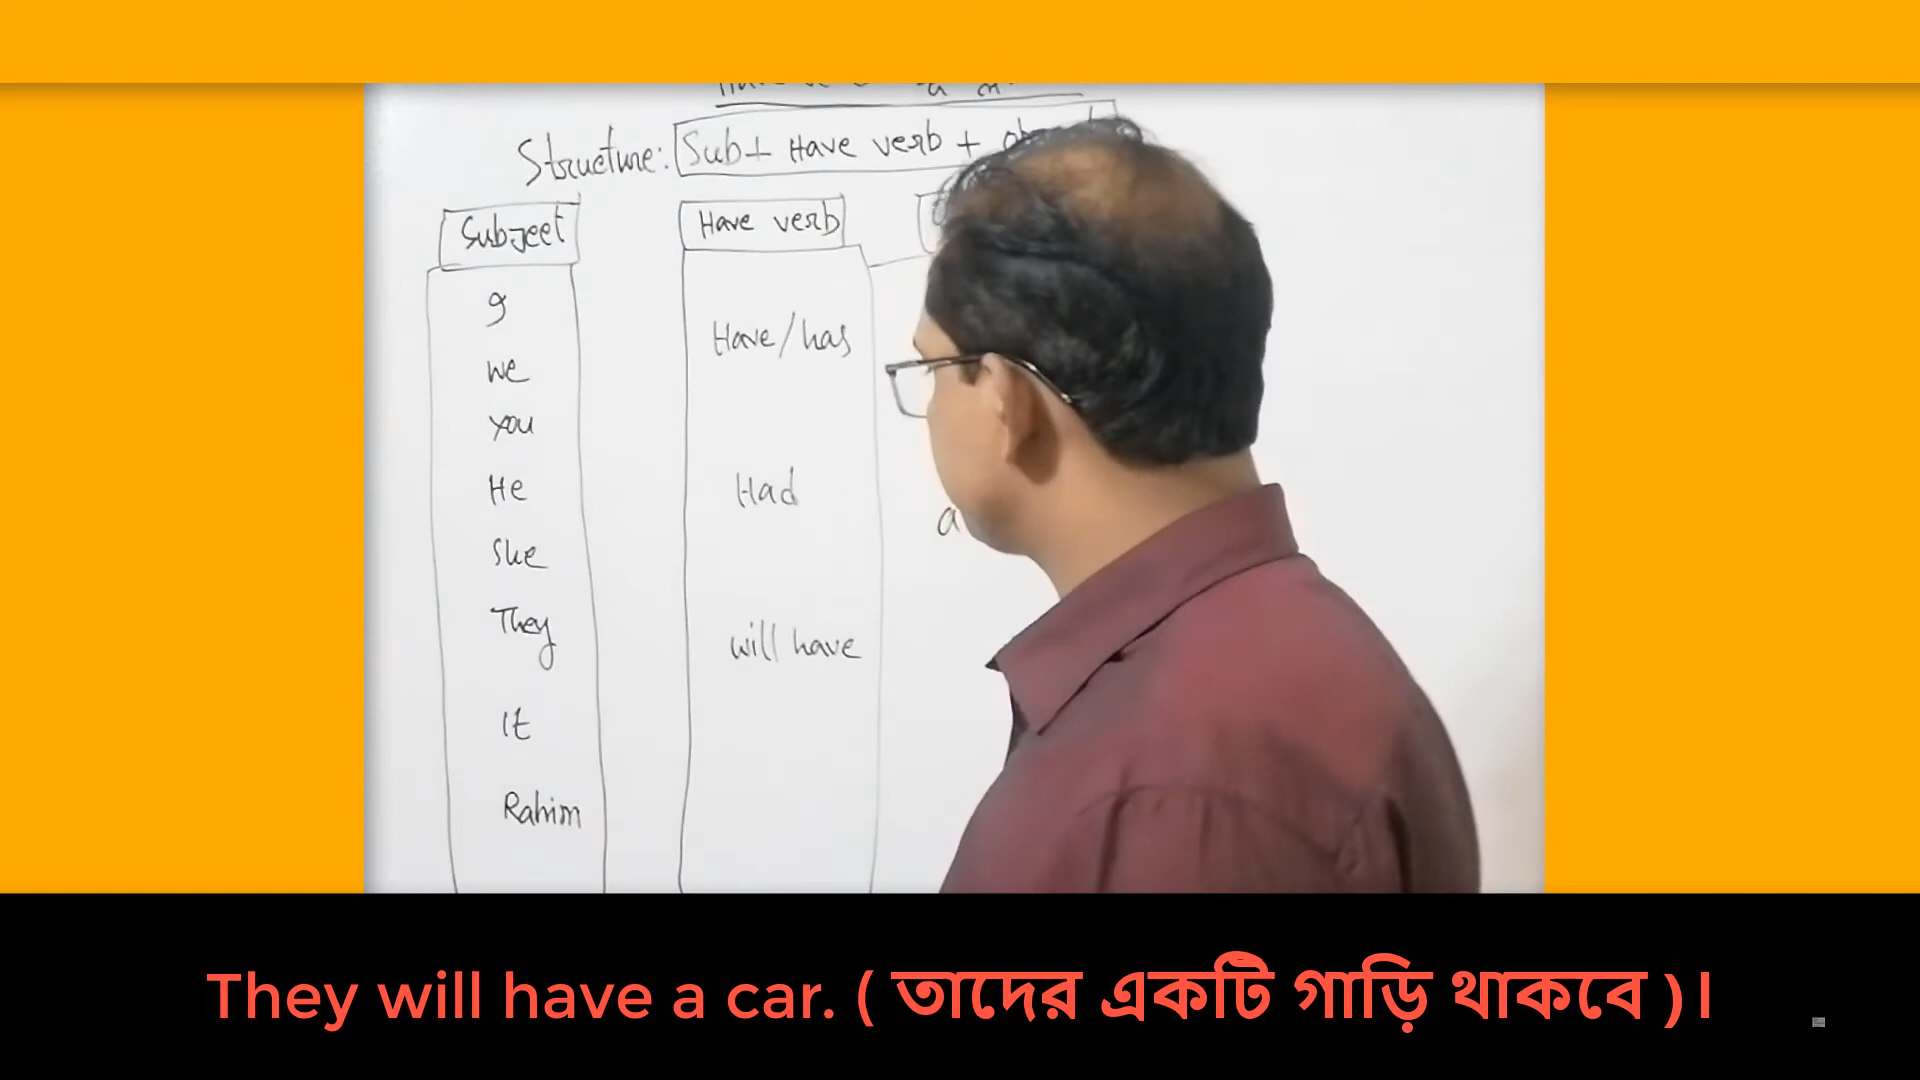 Structure: Sub + Have verb +
Subject
Have verb
I
we
you
He
She
They
It
Rahim
Have/has
Had
will have
a
They will have a car. ( তাদের একটি গাড়ি থাকবে )।